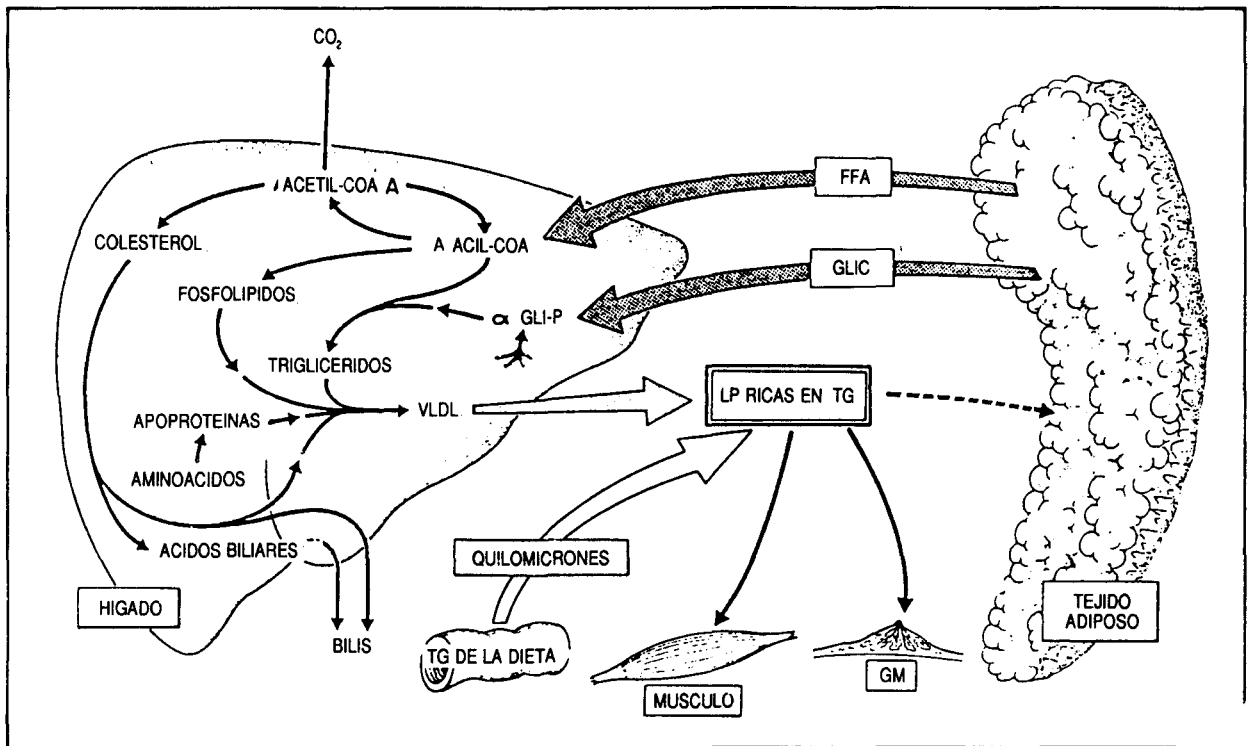 CO₂
ACETIL-COA A
FFA
COLESTEROL
A ACIL-COA
GLIC
FOSFOLIPIDOS
α GLI-P
TRIGLICERIDOS
LP RICAS EN TG
VLDL
APOPROTEINAS
AMINOACIDOS
ACIDOS BILIARES
QUILOMICRONES
HIGADO
TEJIDO
ADIPOSO
BILIS
TG DE LA DIETA
GM
MUSCULO